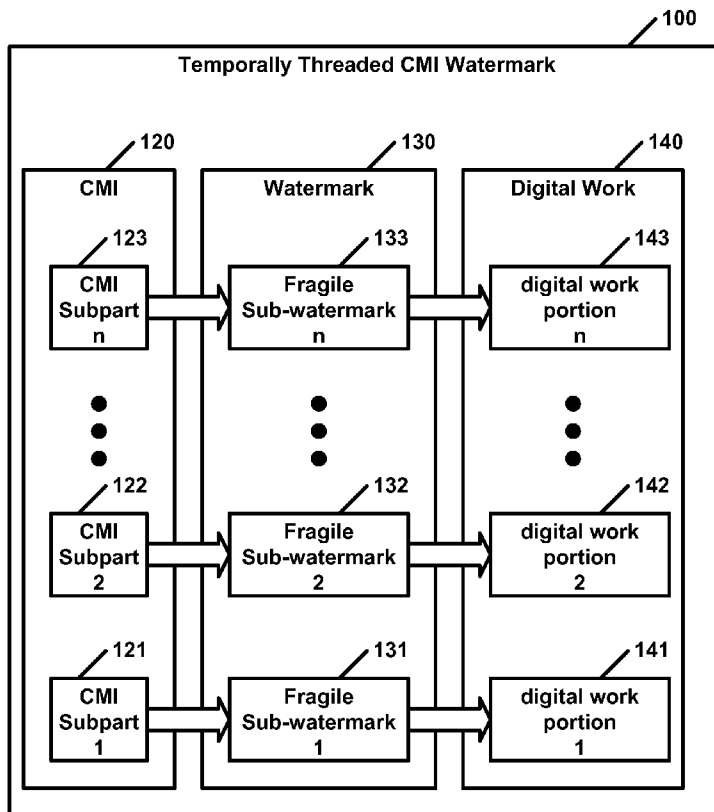 100
Temporally Threaded CMI Watermark
120
130
140
CMI
Watermark
Digital Work
123
133
143
CMI
Subpart
n
Fragile
Sub-watermark
n
digital work
portion
n
122
132
142
CMI
Subpart
2
Fragile
Sub-watermark
2
digital work
portion
2
121
131
141
CMI
Subpart
1
Fragile
Sub-watermark
1
digital work
portion
1